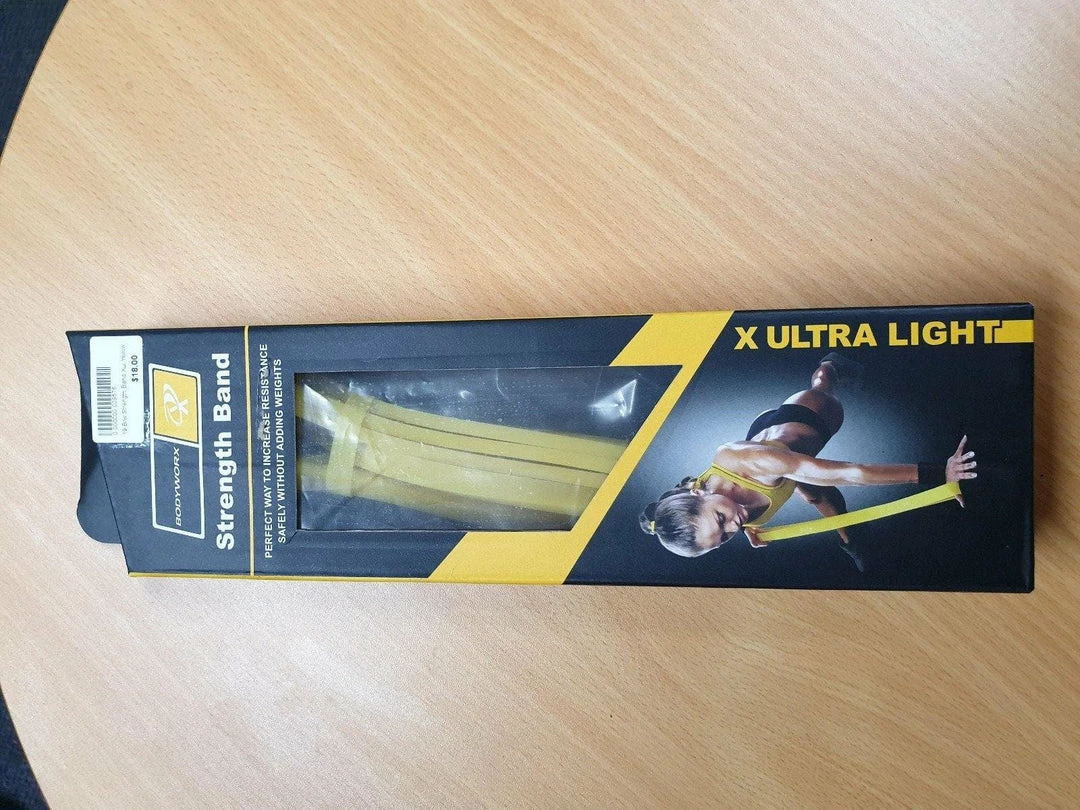 $18.00
BODYWORX
Strength Band
PERFECT WAY TO INCREASE RESISTANCE
SAFELY WITHOUT ADDING WEIGHTS
X ULTRA LIGHT